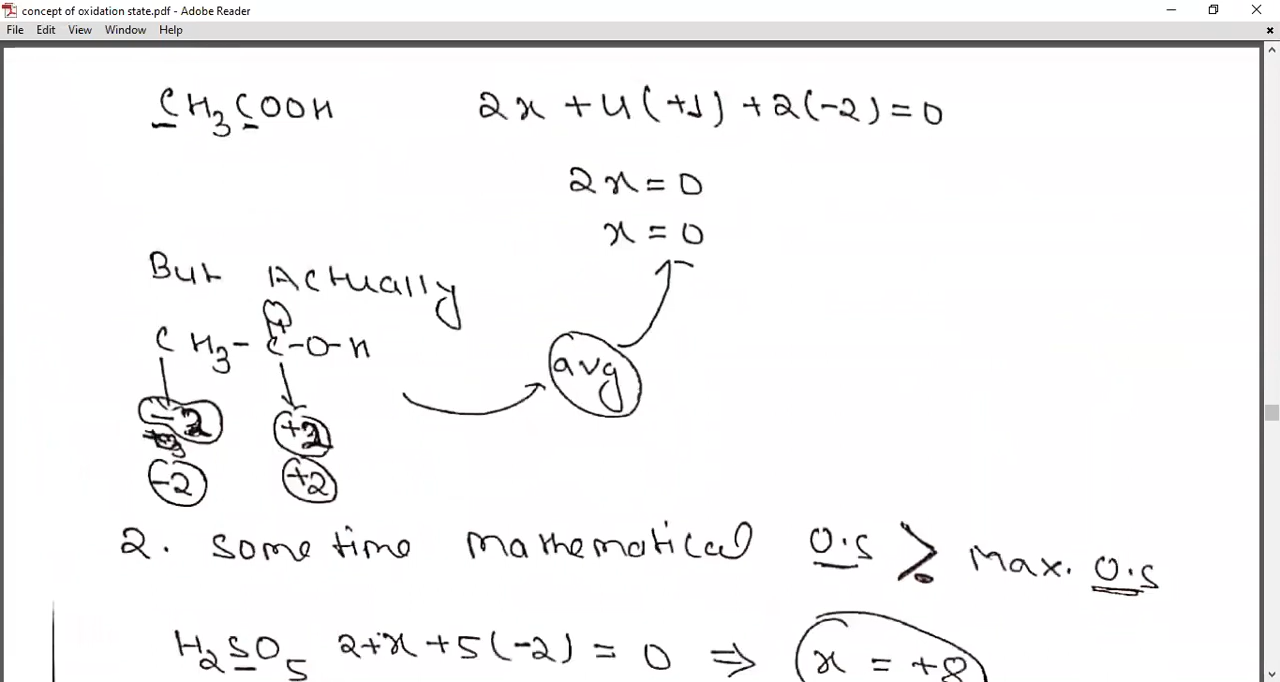 concept of oxidation state.pdf - Adobe Reader
File Edit View Window Help
CH3COOH 2x + 4(+1) + 2(-2) = 0
2x = 0
x = 0
But Actually
O
CH3-C-O-H
avg
-2 +2
-2 +2
2. some time mathematical O.S > Max. O.S
H2SO5 2+x+5(-2) = 0 ⇒ x = +8